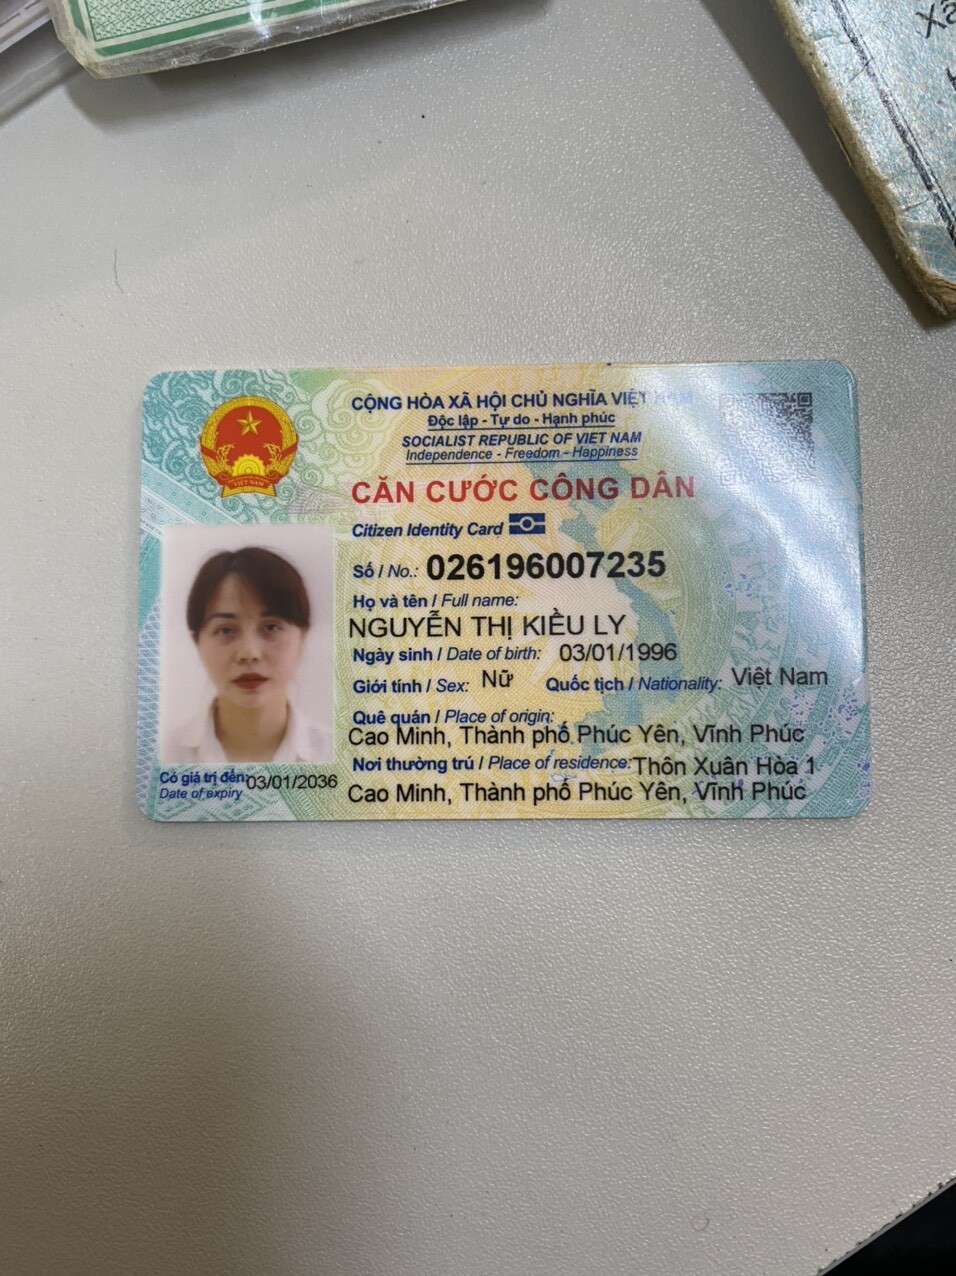 CỘNG HÒA XÃ HỘI CHỦ NGHĨA VIỆT NAM
Độc lập - Tự do - Hạnh phúc
SOCIALIST REPUBLIC OF VIET NAM
Independence - Freedom - Happiness
VIỆT NAM
CĂN CƯỚC CÔNG DÂN
Citizen Identity Card
Số / No.: 026196007235
Họ và tên / Full name:
NGUYỄN THỊ KIỀU LY
Ngày sinh / Date of birth: 03/01/1996
Giới tính / Sex: Nữ Quốc tịch / Nationality: Việt Nam
Quê quán / Place of origin:
Cao Minh, Thành phố Phúc Yên, Vĩnh Phúc
Nơi thường trú / Place of residence: Thôn Xuân Hòa 1
Cao Minh, Thành phố Phúc Yên, Vĩnh Phúc
Có giá trị đến: 03/01/2036
Date of expiry